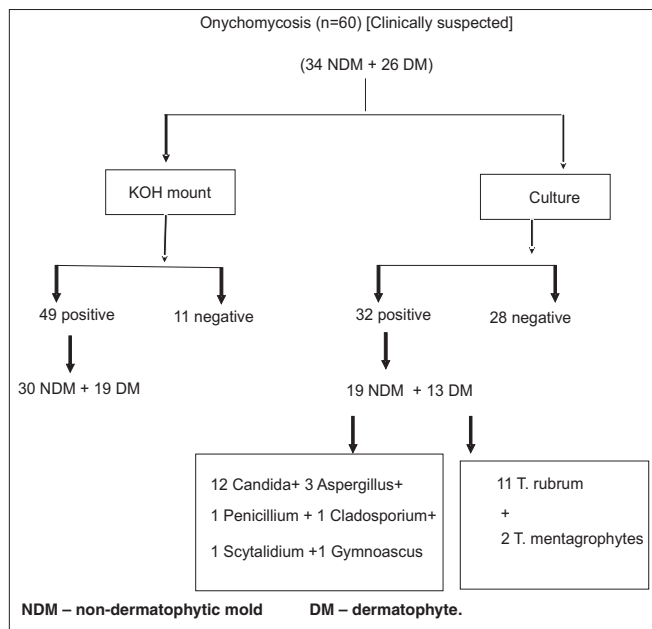 Onychomycosis (n=60) [Clinically suspected]
(34 NDM + 26 DM)
KOH mount
Culture
49 positive
11 negative
32 positive
28 negative
30 NDM + 19 DM
19 NDM + 13 DM
12 Candida+ 3 Aspergillus+
1 Penicillium + 1 Cladosporium+
1 Scytalidium +1 Gymnoascus
11 T. rubrum
+
2 T. mentagrophytes
NDM – non-dermatophytic mold DM – dermatophyte.